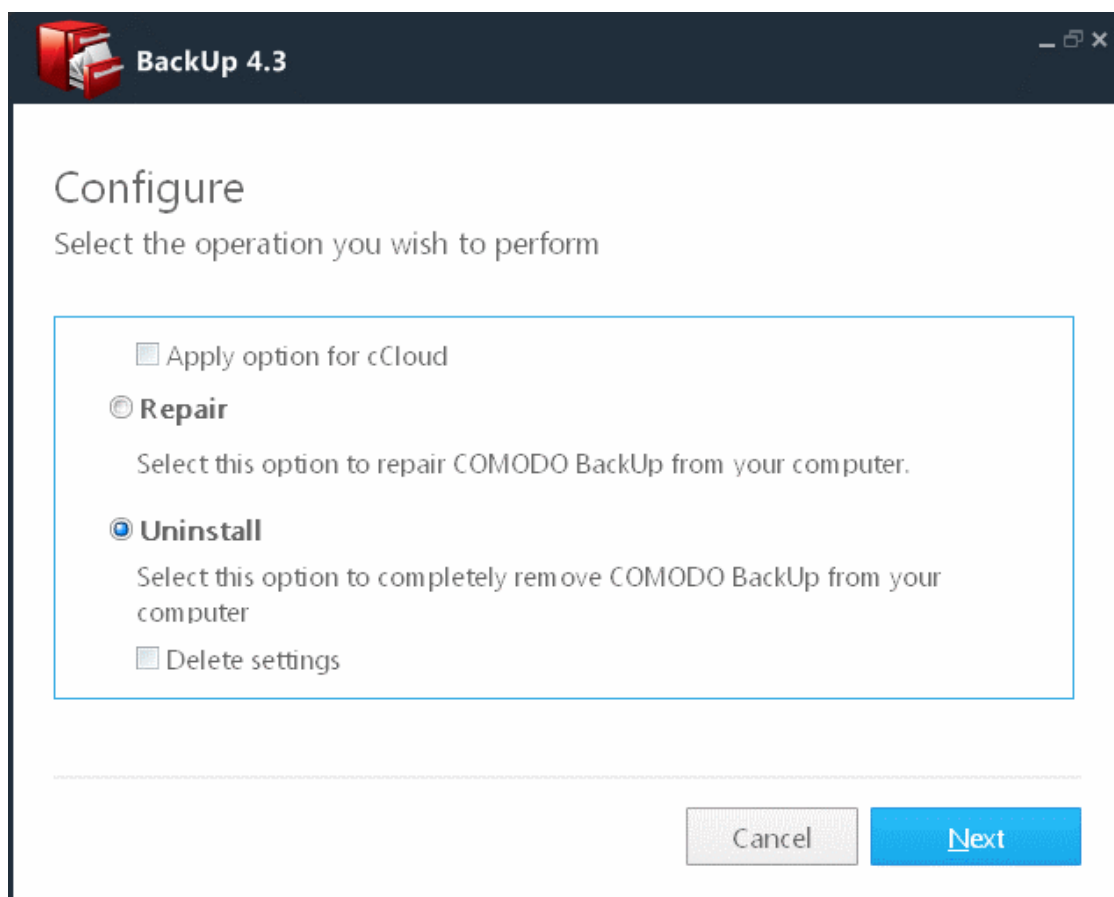 BackUp 4.3
Configure
Select the operation you wish to perform
Apply option for cCloud
Repair
Select this option to repair COMODO BackUp from your computer.
Uninstall
Select this option to completely remove COMODO BackUp from your
computer
Delete settings
Cancel
Next